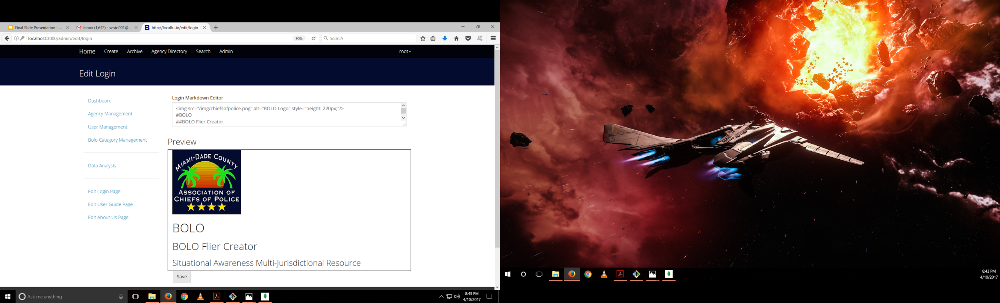 Final Slide Presentation - ...
Inbox (1,642) - vesto001@...
http://localh...in/edit/login
localhost:3000/admin/edit/login
90%
Search
Home Create Archive Agency Directory Search Admin root
Edit Login
Dashboard
Agency Management
User Management
Bolo Category Management
Data Analysis
Edit Login Page
Edit User Guide Page
Edit About Us Page
Login Markdown Editor
<img src="/img/chiefsofpolice.png" alt="BOLO Logo" style="height: 220px;"/>
#BOLO
##BOLO Flier Creator
Preview
MIAMI-DADE COUNTY
ASSOCIATION OF
CHIEFS OF POLICE
BOLO
BOLO Flier Creator
Situational Awareness Multi-Jurisdictional Resource
Save
Ask me anything
8:43 PM
4/10/2017
8:43 PM
4/10/2017